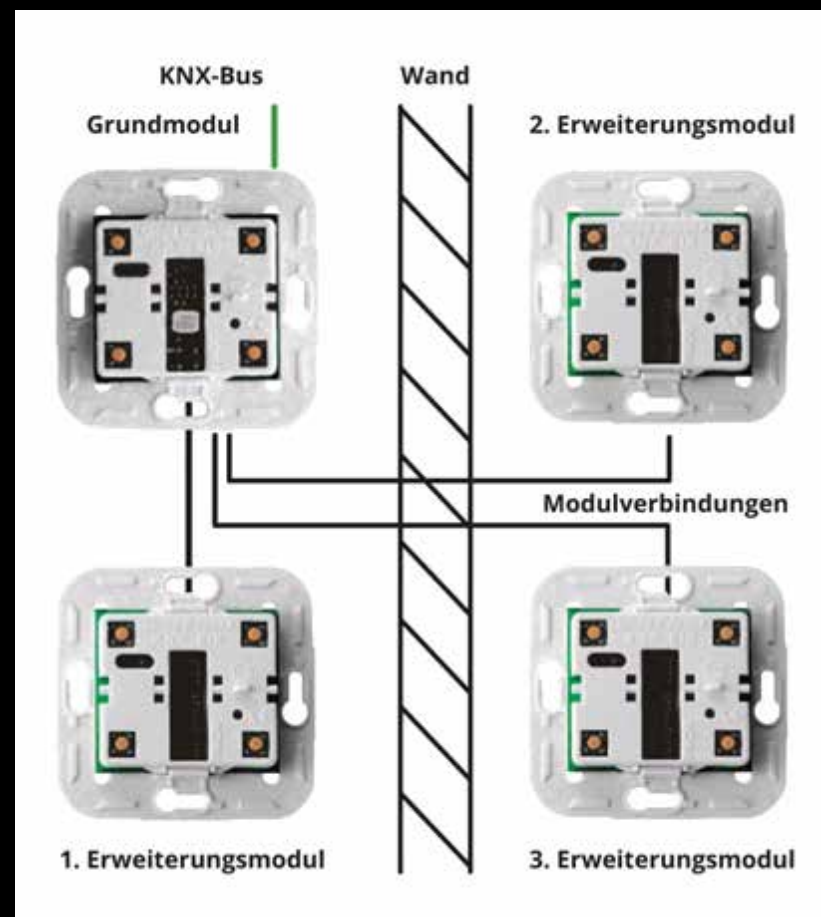 KNX-Bus
Wand
Grundmodul
2. Erweiterungsmodul
Modulverbindungen
1. Erweiterungsmodul
3. Erweiterungsmodul